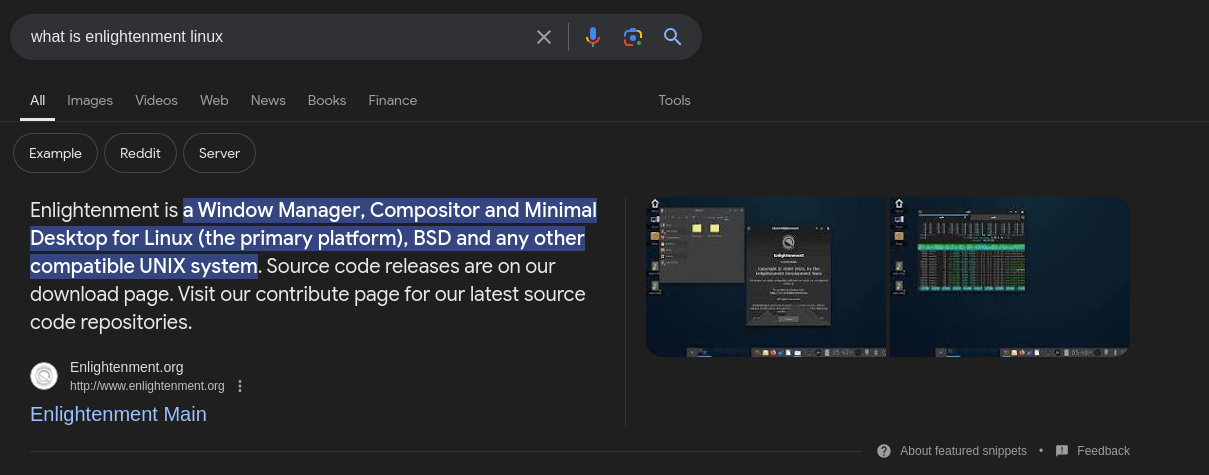 what is enlightenment linux
All Images Videos Web News Books Finance Tools
Example Reddit Server
Enlightenment is a Window Manager, Compositor and Minimal
Desktop for Linux (the primary platform), BSD and any other
compatible UNIX system. Source code releases are on our
download page. Visit our contribute page for our latest source
code repositories.
Enlightenment
Enlightenment.org
http://www.enlightenment.org
Enlightenment Main
About featured snippets • Feedback